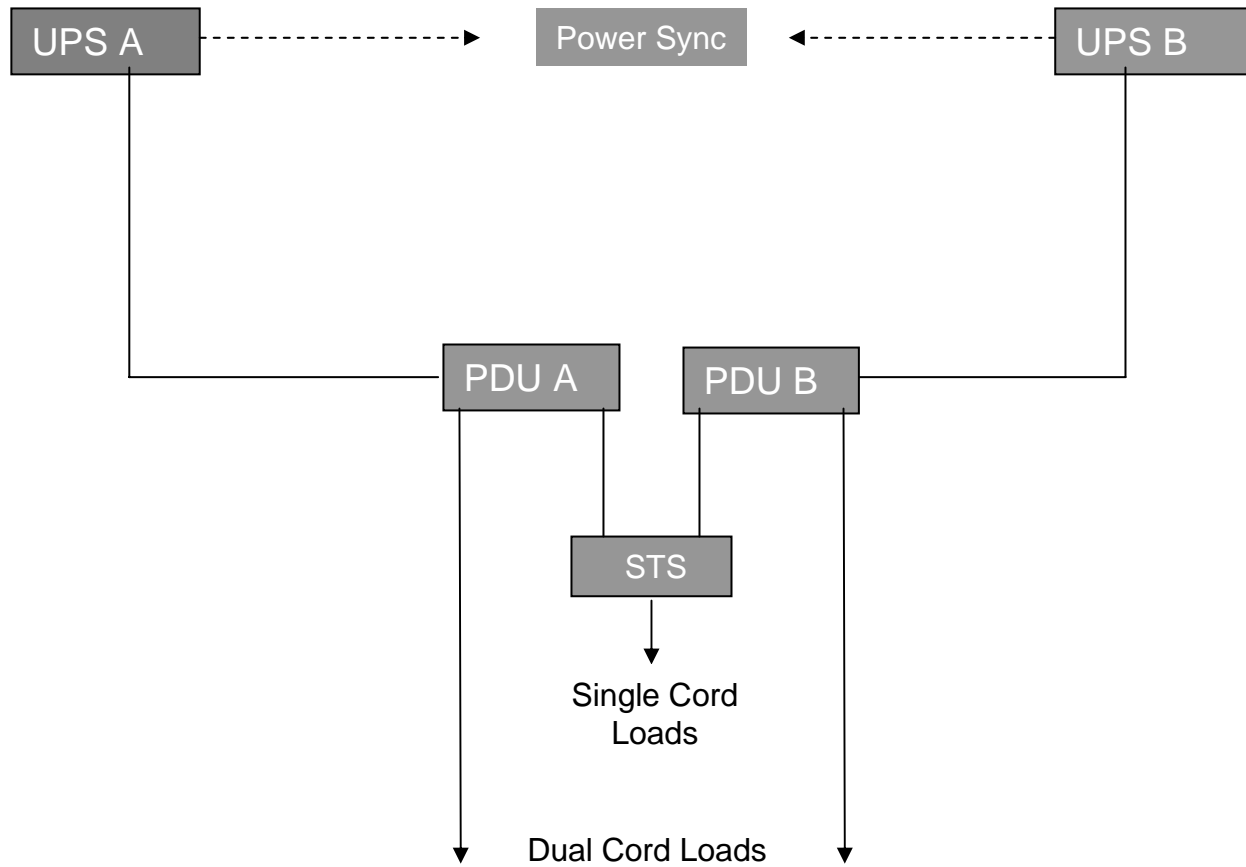 UPS A
Power Sync
UPS B
PDU A
PDU B
STS
Single Cord
Loads
Dual Cord Loads